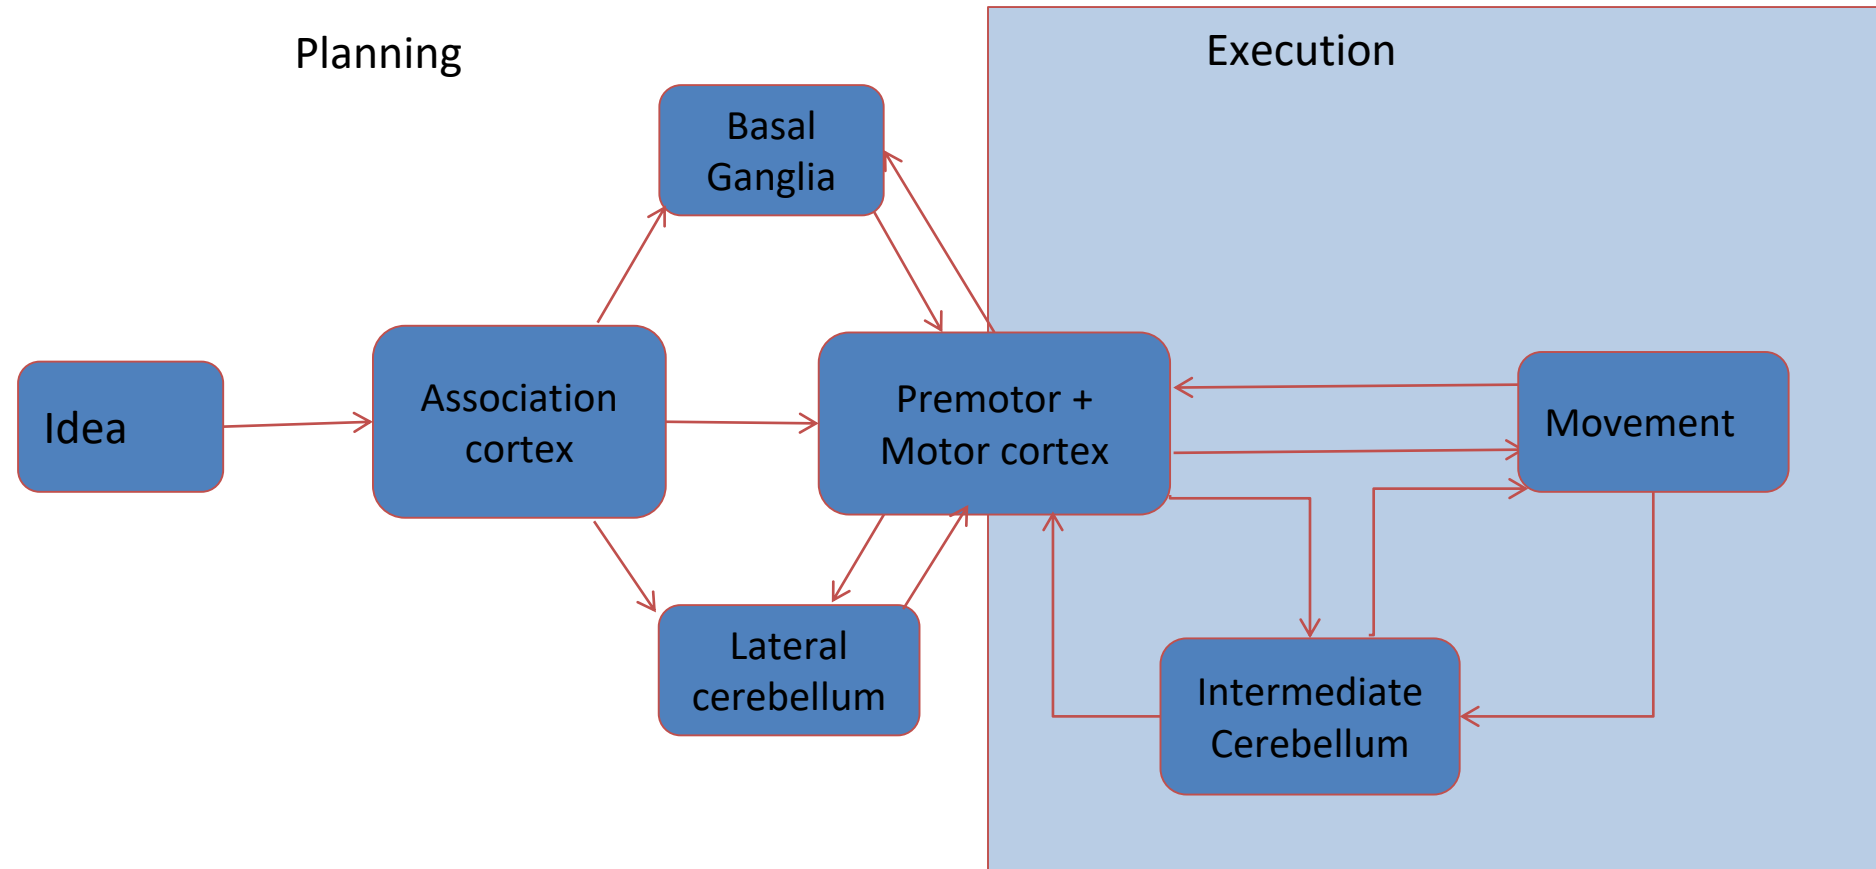 Planning
Execution
Basal
Ganglia
Idea
Association
cortex
Premotor +
Motor cortex
Movement
Lateral
cerebellum
Intermediate
Cerebellum